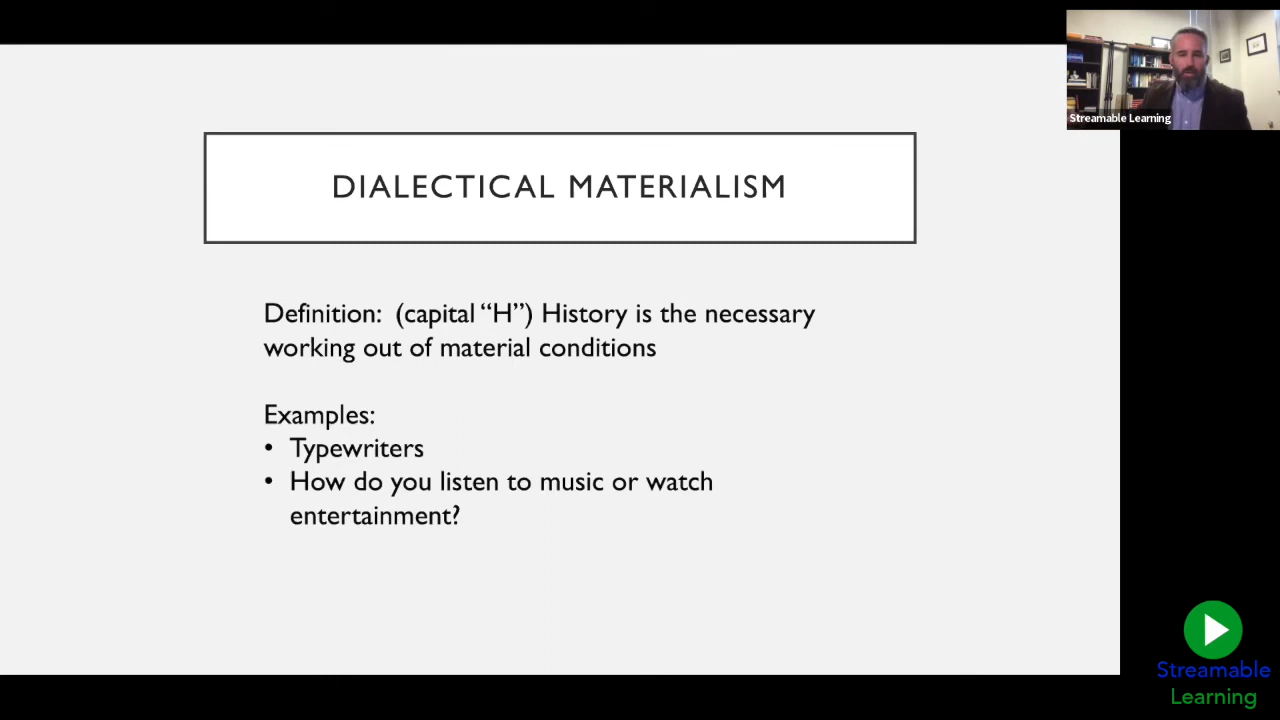 Streamable Learning
DIALECTICAL MATERIALISM
Definition:  (capital “H”) History is the necessary
working out of material conditions
Examples:
• Typewriters
• How do you listen to music or watch
entertainment?
Streamable
Learning